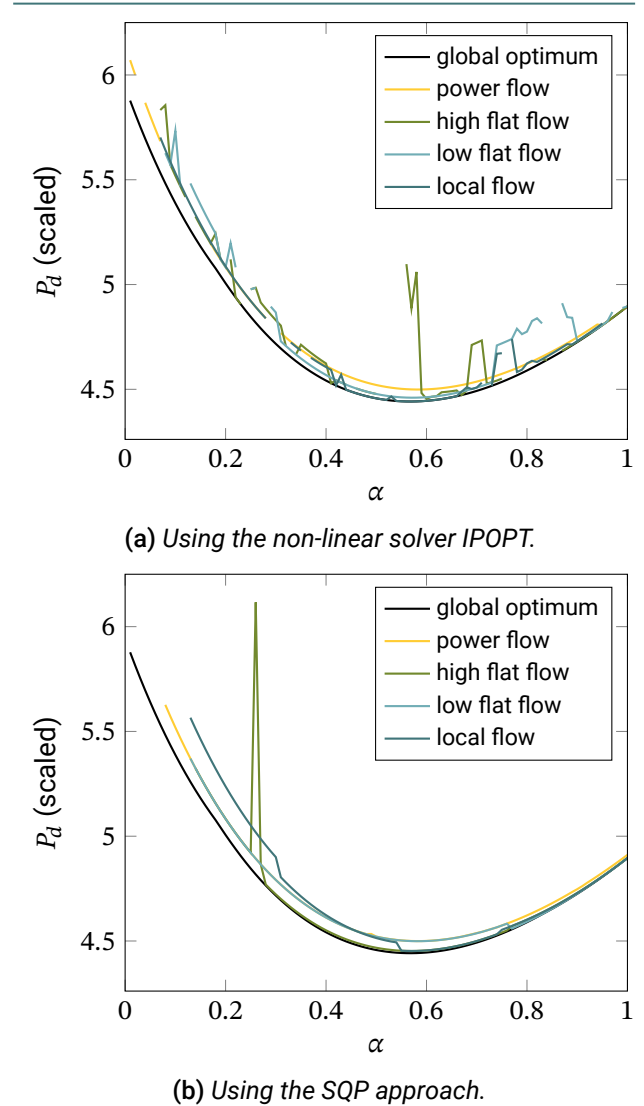 6
5.5
5
4.5
P_d (scaled)
global optimum
power flow
high flat flow
low flat flow
local flow
0 0.2 0.4 0.6 0.8 1
α
(a) Using the non-linear solver IPOPT.
6
5.5
5
4.5
P_d (scaled)
global optimum
power flow
high flat flow
low flat flow
local flow
0 0.2 0.4 0.6 0.8 1
α
(b) Using the SQP approach.